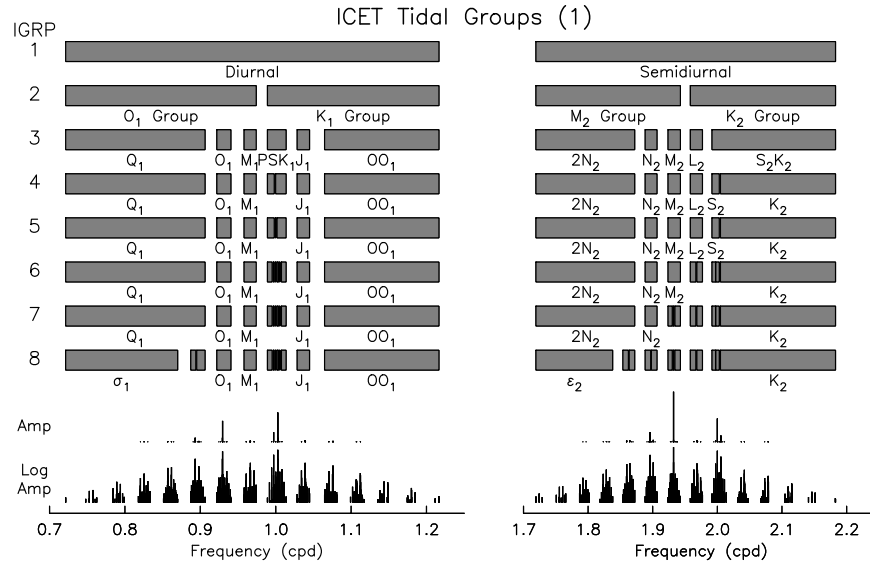 ICET Tidal Groups (1)
IGRP
1
Diurnal Semidiurnal
2
O1 Group K1 Group M2 Group K2 Group
3
Q1 O1 M1 PSK1 J1 OO1 2N2 N2 M2 L2 S2K2
4
Q1 O1 M1 J1 OO1 2N2 N2 M2 L2 S2 K2
5
Q1 O1 M1 J1 OO1 2N2 N2 M2 L2 S2 K2
6
Q1 O1 M1 J1 OO1 2N2 N2 M2 K2
7
Q1 O1 M1 J1 OO1 2N2 N2 K2
8
σ1 O1 M1 J1 OO1 ε2 K2
Amp
Log
Amp
0.7 0.8 0.9 1.0 1.1 1.2 1.7 1.8 1.9 2.0 2.1 2.2
Frequency (cpd) Frequency (cpd)